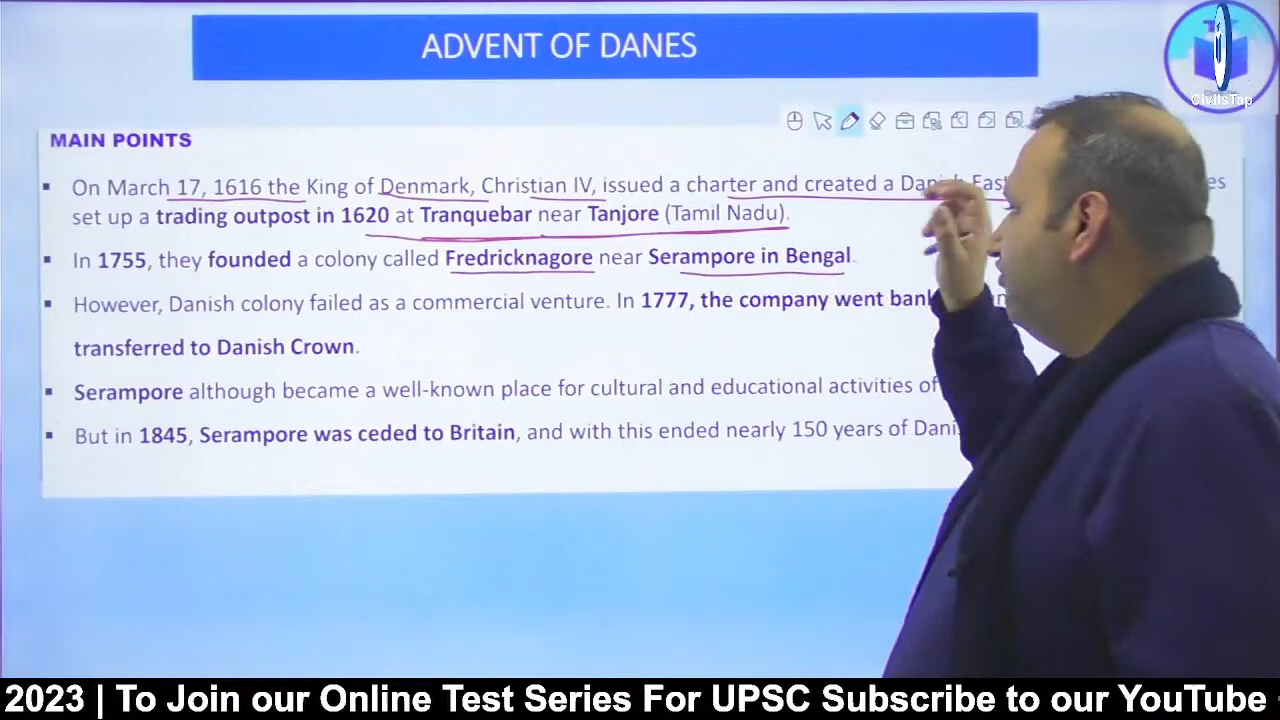 ADVENT OF DANES
CivilsTap
MAIN POINTS
▪ On March 17, 1616 the King of Denmark, Christian IV, issued a charter and created a Danish East
set up a trading outpost in 1620 at Tranquebar near Tanjore (Tamil Nadu).
▪ In 1755, they founded a colony called Fredricknagore near Serampore in Bengal.
▪ However, Danish colony failed as a commercial venture. In 1777, the company went
transferred to Danish Crown.
▪ Serampore although became a well-known place for cultural and educational activities of
▪ But in 1845, Serampore was ceded to Britain, and with this ended nearly 150 years of
2023 | To Join our Online Test Series For UPSC Subscribe to our YouTube